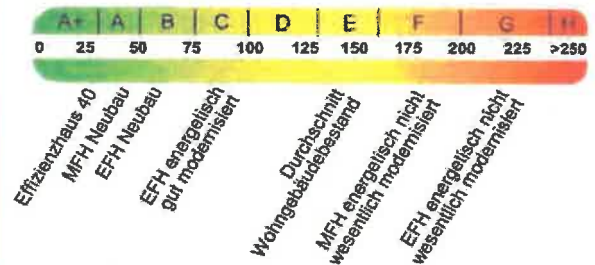 A+ A B C D E F G H
0 25 50 75 100 125 150 175 200 225 >250
Effizienzhaus 40
MFH Neubau
EFH Neubau
EFH energetisch
gut modernisiert
Durchschnitt
Wohngebäudebestand
MFH energetisch nicht
wesentlich modernisiert
EFH energetisch nicht
wesentlich modernisiert